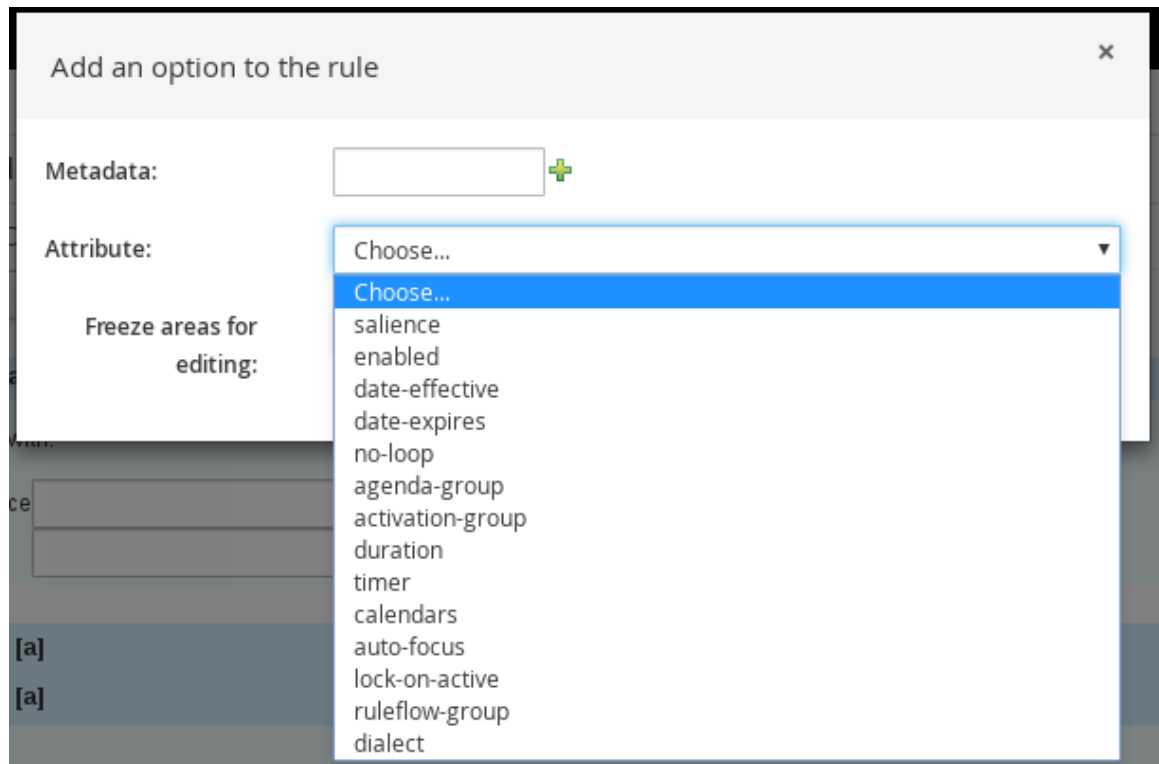 Add an option to the rule
×
Metadata:
Attribute:
Choose...
Choose...
Freeze areas for
editing:
salience
enabled
date-effective
date-expires
no-loop
agenda-group
activation-group
duration
timer
calendars
auto-focus
lock-on-active
ruleflow-group
dialect
ce
[a]
[a]